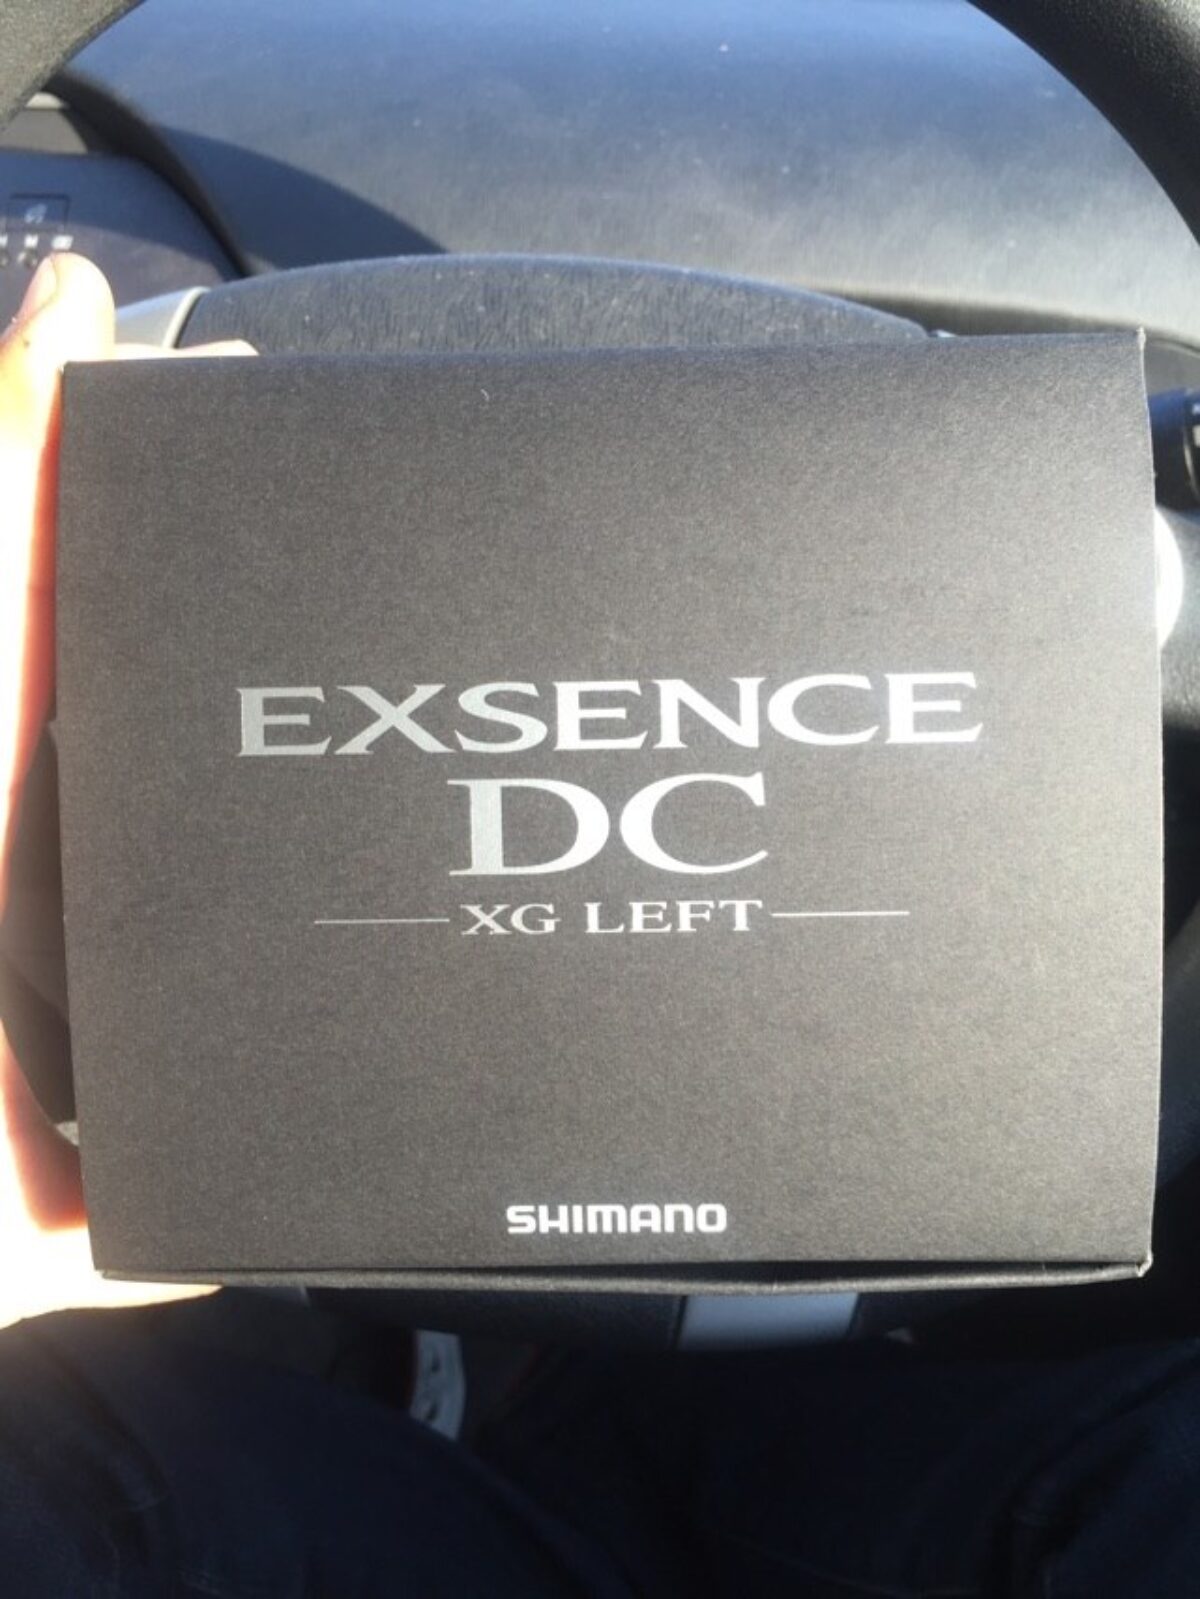 EXSENCE
DC
XG LEFT
SHIMANO